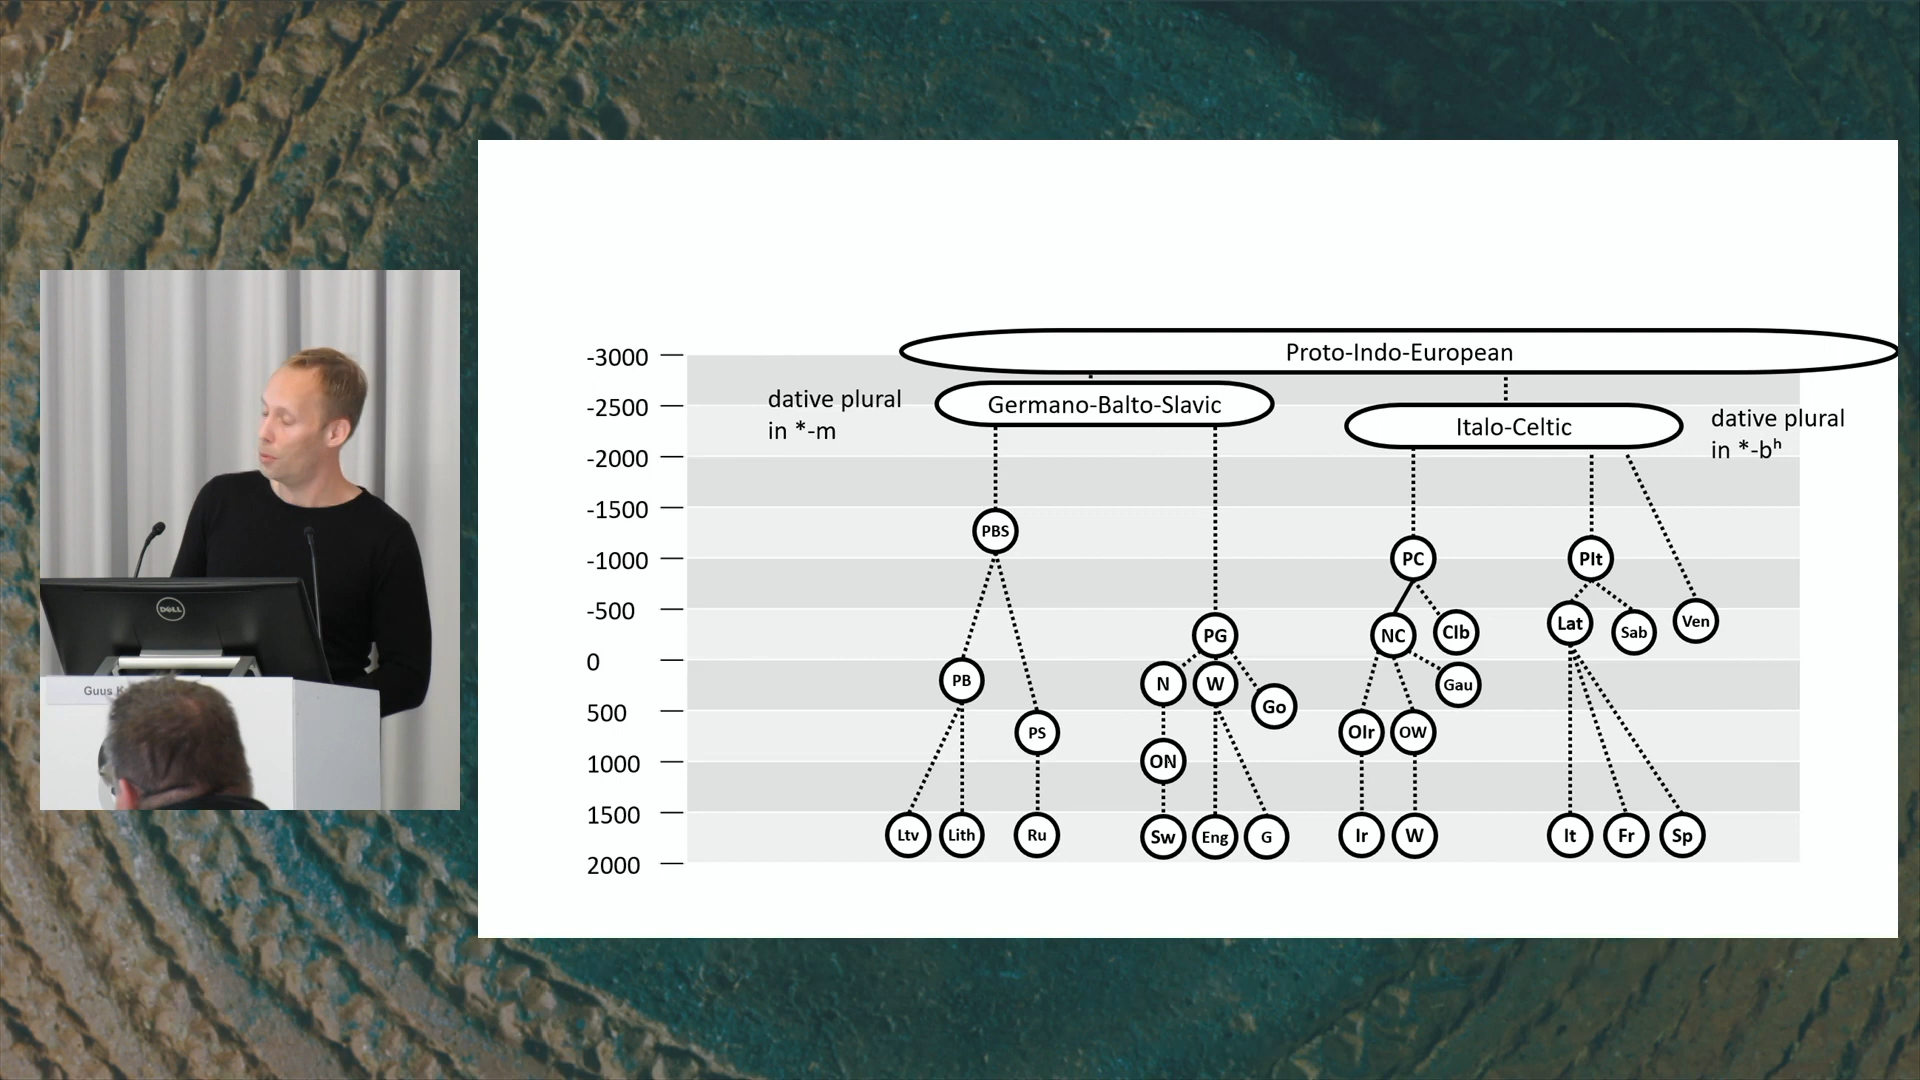 -3000
Proto-Indo-European
dative plural
in *-m
-2500
Germano-Balto-Slavic
Italo-Celtic
dative plural
in *-bʰ
-2000
-1500
PBS
-1000
PC
PIt
-500
PG
NC
CIb
Lat
Sab
Ven
0
PB
N
W
Go
Gau
500
PS
OIr
OW
1000
ON
1500
Ltv
Lith
Ru
Sw
Eng
G
Ir
W
It
Fr
Sp
2000
DELL
Guus